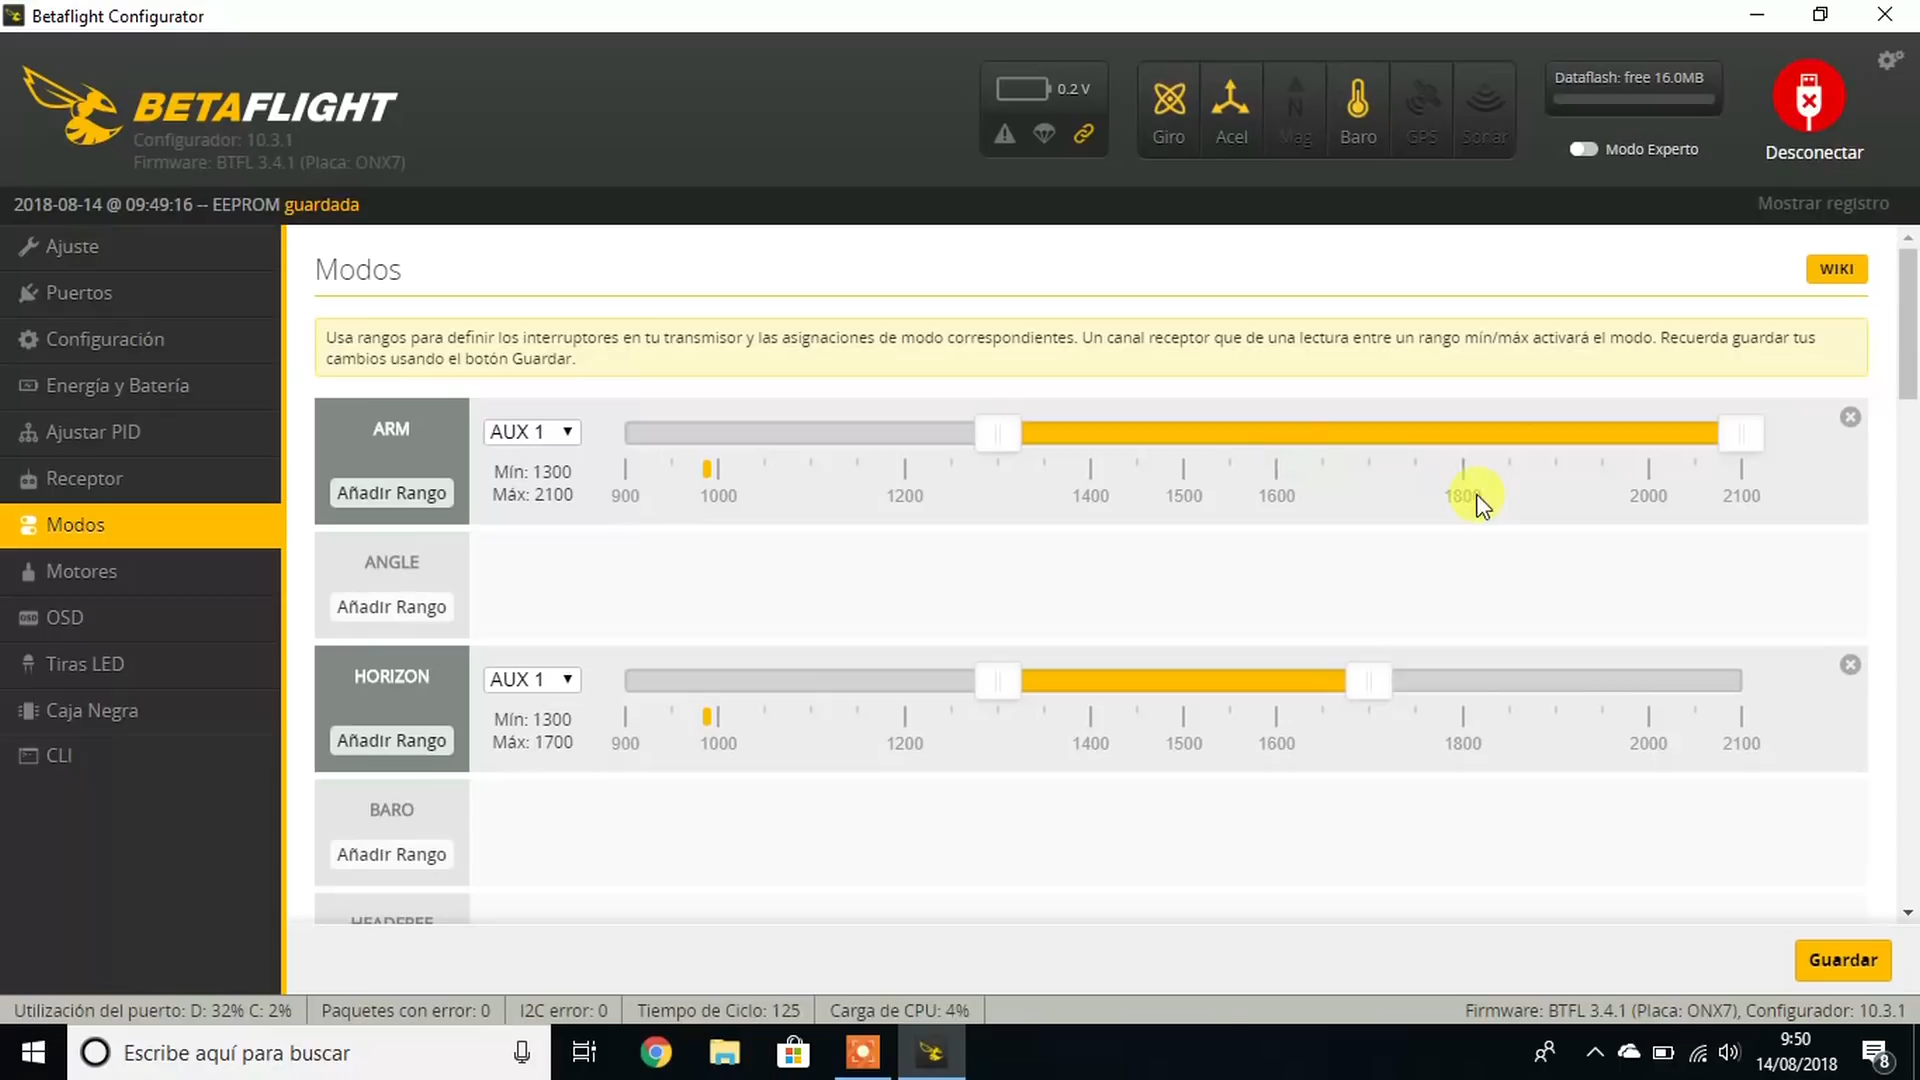 Betaflight Configurator
BETAFLIGHT
Configurador: 10.3.1
Firmware: BTFL 3.4.1 (Placa: ONX7)
0.2 V
Giro
Acel
Mag
Baro
GPS
Sonar
Dataflash: free 16.0MB
Modo Experto
Desconectar
2018-08-14 @ 09:49:16 -- EEPROM guardada
Mostrar registro
Ajuste
Puertos
Configuración
Energía y Batería
Ajustar PID
Receptor
Modos
Motores
OSD
Tiras LED
Caja Negra
CLI
Modos
WIKI
Usa rangos para definir los interruptores en tu transmisor y las asignaciones de modo correspondientes. Un canal receptor que de una lectura entre un rango mín/máx activará el modo. Recuerda guardar tus
cambios usando el botón Guardar.
ARM
Añadir Rango
AUX 1
Mín: 1300
Máx: 2100
900 1000 1200 1400 1500 1600 1800 2000 2100
ANGLE
Añadir Rango
HORIZON
Añadir Rango
AUX 1
Mín: 1300
Máx: 1700
900 1000 1200 1400 1500 1600 1800 2000 2100
BARO
Añadir Rango
HEADFREE
Guardar
Utilización del puerto: D: 32% C: 2%
Paquetes con error: 0
I2C error: 0
Tiempo de Ciclo: 125
Carga de CPU: 4%
Firmware: BTFL 3.4.1 (Placa: ONX7), Configurador: 10.3.1
Escribe aquí para buscar
9:50
14/08/2018
8